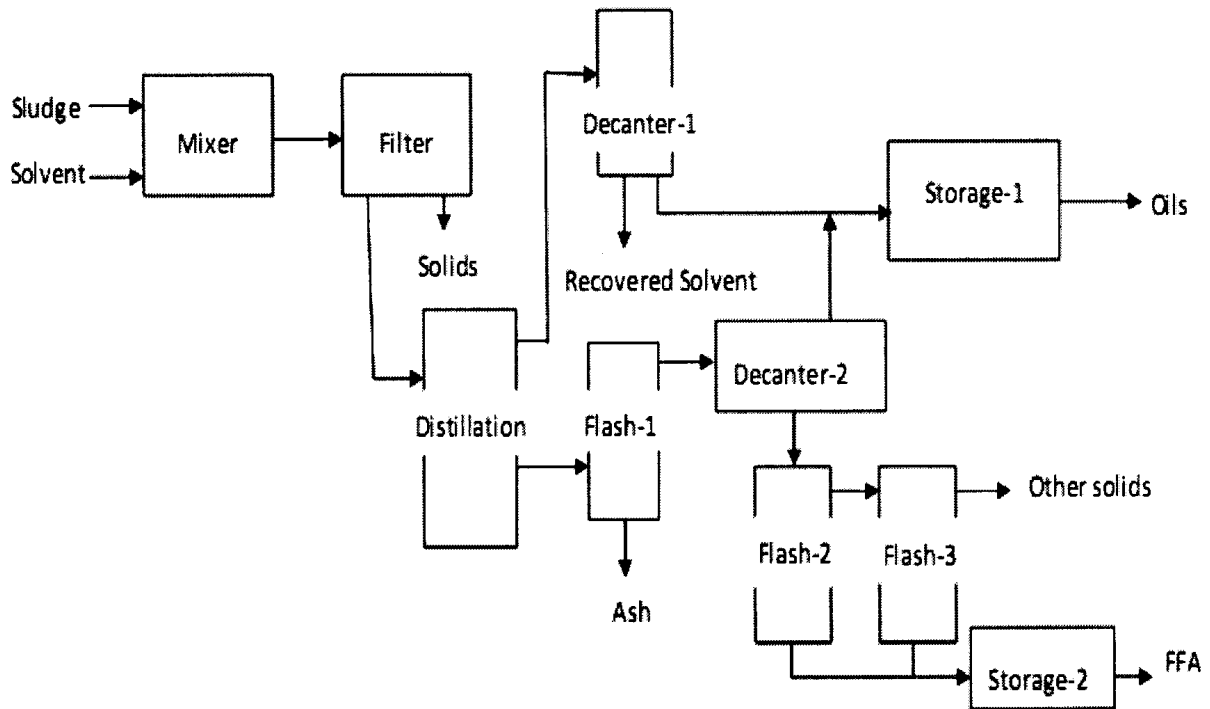 Sludge
Solvent
Mixer
Filter
Solids
Decanter-1
Recovered Solvent
Storage-1
Oils
Distillation
Flash-1
Ash
Decanter-2
Flash-2
Flash-3
Other solids
Storage-2
FFA